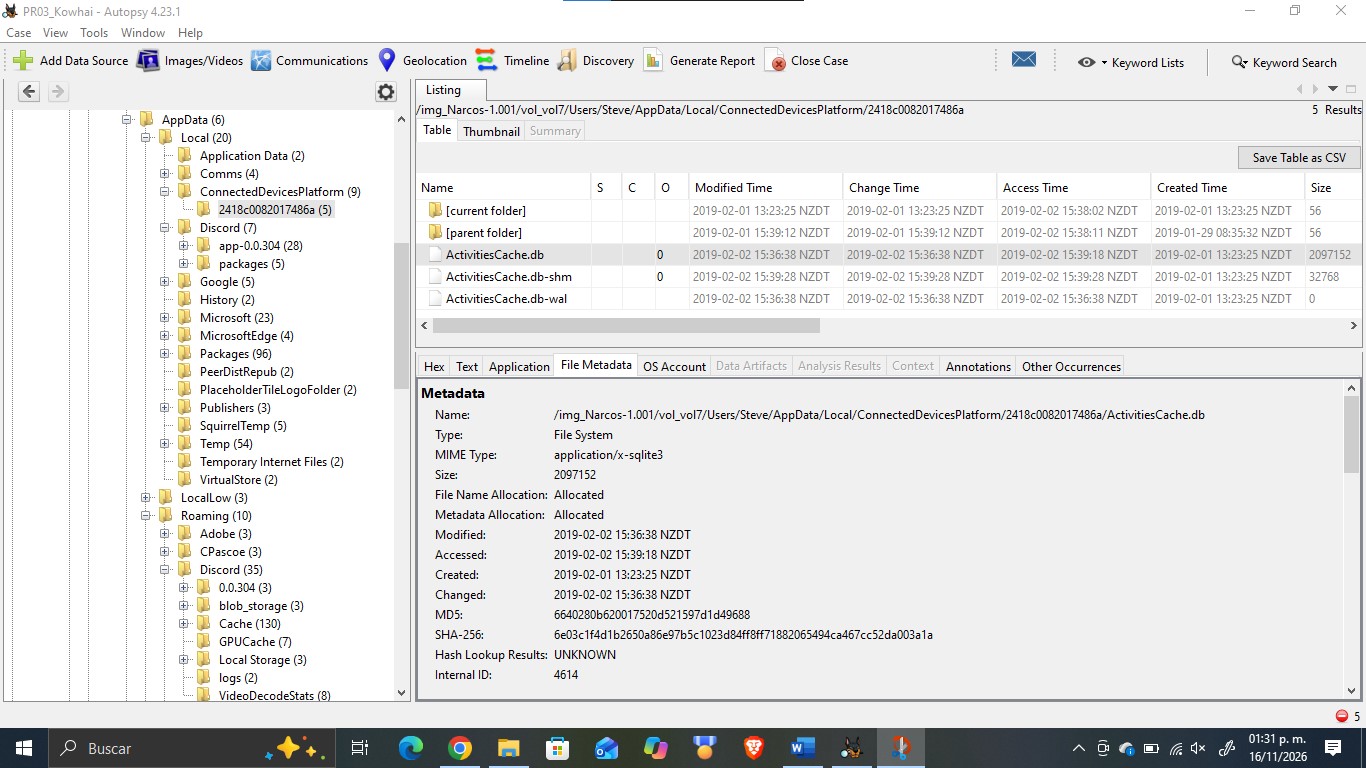 PR03_Kowhai - Autopsy 4.23.1
Case View Tools Window Help
Add Data Source Images/Videos Communications Geolocation Timeline Discovery Generate Report Close Case Keyword Lists Keyword Search
AppData (6)
Local (20)
Application Data (2)
Comms (4)
ConnectedDevicesPlatform (9)
2418c0082017486a (5)
Discord (7)
app-0.0.304 (28)
packages (5)
Google (5)
History (2)
Microsoft (23)
MicrosoftEdge (4)
Packages (96)
PeerDistRepub (2)
PlaceholderTileLogoFolder (2)
Publishers (3)
SquirrelTemp (5)
Temp (54)
Temporary Internet Files (2)
VirtualStore (2)
LocalLow (3)
Roaming (10)
Adobe (3)
CPascoe (3)
Discord (35)
0.0.304 (3)
blob_storage (3)
Cache (130)
GPUCache (7)
Local Storage (3)
logs (2)
VideoDecodeStats (8)
Listing
/img_Narcos-1.001/vol_vol7/Users/Steve/AppData/Local/ConnectedDevicesPlatform/2418c0082017486a 5 Results
Table Thumbnail Summary
Save Table as CSV
Name S C O Modified Time Change Time Access Time Created Time Size
[current folder] 2019-02-01 13:23:25 NZDT 2019-02-01 13:23:25 NZDT 2019-02-02 15:38:02 NZDT 2019-02-01 13:23:25 NZDT 56
[parent folder] 2019-02-02 15:39:12 NZDT 2019-02-02 15:39:12 NZDT 2019-02-02 15:38:11 NZDT 2019-01-29 08:35:32 NZDT 56
ActivitiesCache.db 0 2019-02-02 15:36:38 NZDT 2019-02-02 15:36:38 NZDT 2019-02-02 15:39:18 NZDT 2019-02-01 13:23:25 NZDT 2097152
ActivitiesCache.db-shm 0 2019-02-02 15:39:28 NZDT 2019-02-02 15:39:28 NZDT 2019-02-02 15:39:28 NZDT 2019-02-01 13:23:25 NZDT 32768
ActivitiesCache.db-wal 2019-02-02 15:36:38 NZDT 2019-02-02 15:36:38 NZDT 2019-02-02 15:36:38 NZDT 2019-02-01 13:23:25 NZDT 0
Hex Text Application File Metadata OS Account Data Artifacts Analysis Results Context Annotations Other Occurrences
Metadata
Name: /img_Narcos-1.001/vol_vol7/Users/Steve/AppData/Local/ConnectedDevicesPlatform/2418c0082017486a/ActivitiesCache.db
Type: File System
MIME Type: application/x-sqlite3
Size: 2097152
File Name Allocation: Allocated
Metadata Allocation: Allocated
Modified: 2019-02-02 15:36:38 NZDT
Accessed: 2019-02-02 15:39:18 NZDT
Created: 2019-02-01 13:23:25 NZDT
Changed: 2019-02-02 15:36:38 NZDT
MD5: 6640280b620017520d521597d1d49688
SHA-256: 6e03c1f4d1b2650a86e97b5c1023d84ff8ff71882065494ca467cc52da003a1a
Hash Lookup Results: UNKNOWN
Internal ID: 4614
5
Buscar
01:31 p. m.
16/11/2026